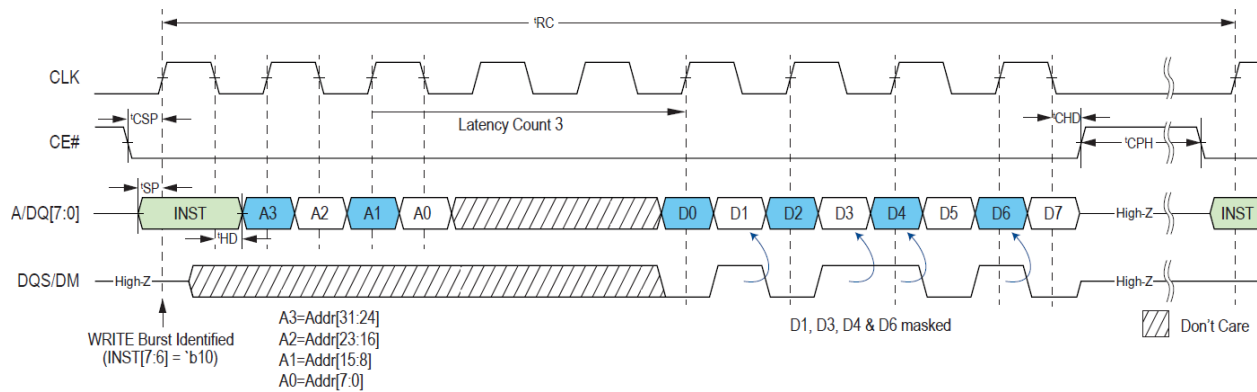 tRC
CLK
Latency Count 3
tCSP
tCHD
CE#
tCPH
tSP
A/DQ[7:0]
INST A3 A2 A1 A0 D0 D1 D2 D3 D4 D5 D6 D7 High-Z INST
tHD
DQS/DM High-Z High-Z
WRITE Burst Identified
(INST[7:6] = `b10)
A3=Addr[31:24]
A2=Addr[23:16]
A1=Addr[15:8]
A0=Addr[7:0]
D1, D3, D4 & D6 masked
Don't Care